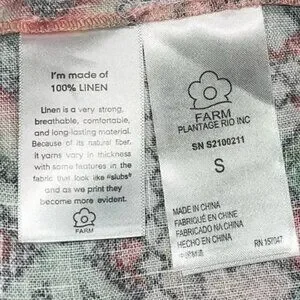 I'm made of
100% LINEN
Linen is a very strong,
breathable, comfortable,
and long-lasting material.
Because of its natural fiber,
it yarns vary in thickness
with some features in the
fabric that look like "slubs"
and as we print they
become more evident.
FARM
FARM
PLANTAGE RIO INC
SN S2100211
S
MADE IN CHINA
FABRIQUÉ EN CHINE
FABRICADO NA CHINA
HECHO EN CHINA
RN 157047